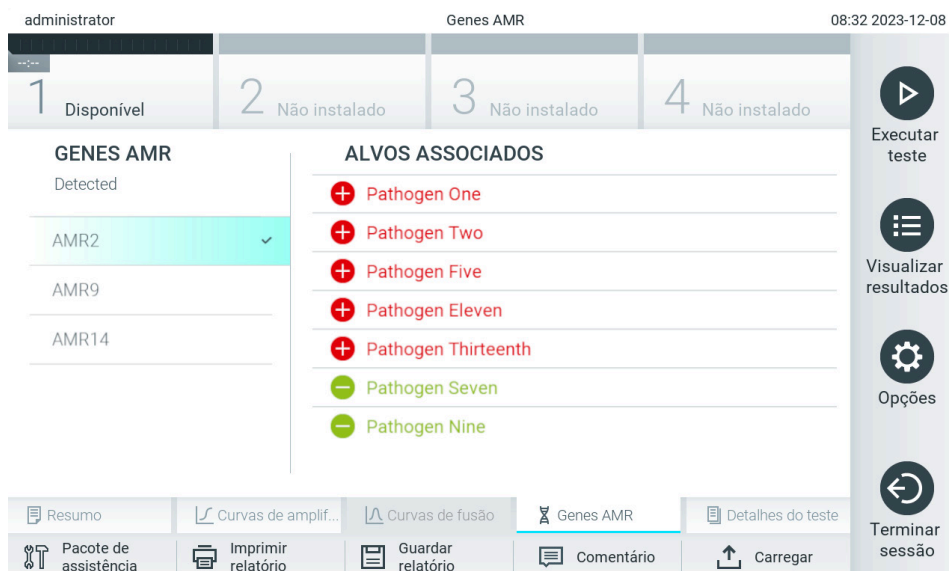 administrator
Genes AMR
08:32 2023-12-08
--:--
1 Disponível
2 Não instalado
3 Não instalado
4 Não instalado
Executar
teste
Visualizar
resultados
Opções
Terminar
sessão
GENES AMR
Detected
AMR2
AMR9
AMR14
ALVOS ASSOCIADOS
Pathogen One
Pathogen Two
Pathogen Five
Pathogen Eleven
Pathogen Thirteenth
Pathogen Seven
Pathogen Nine
Resumo
Curvas de amplif...
Curvas de fusão
Genes AMR
Detalhes do teste
Pacote de
assistência
Imprimir
relatório
Guardar
relatório
Comentário
Carregar